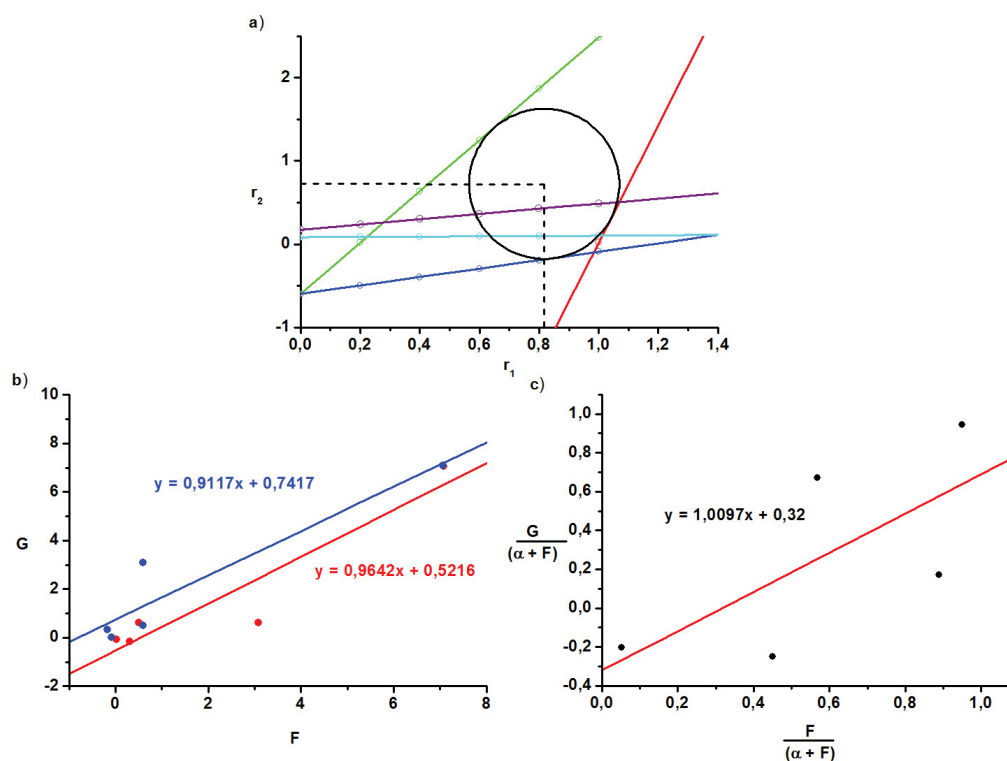 a)
2
1
0
-1
r2
0,0 0,2 0,4 0,6 0,8 1,0 1,2 1,4
r1
b)
10
8
6
4
2
0
-2
G
y = 0,9117x + 0,7417
y = 0,9642x + 0,5216
0 2 4 6 8
F
c)
1,0
0,8
0,6
0,4
0,2
0,0
-0,2
-0,4
G
(α + F)
y = 1,0097x + 0,32
0,0 0,2 0,4 0,6 0,8 1,0
F
(α + F)